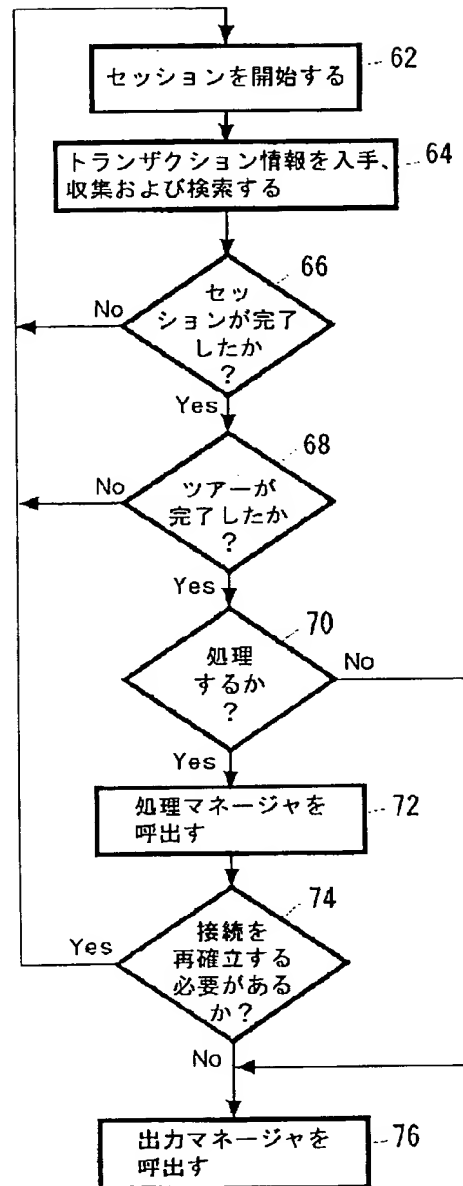 セッションを開始する
62
トランザクション情報を入手、
収集および検索する
64
66
セッ
ションが完了
したか
?
No
Yes
68
ツアーが
完了したか
?
No
Yes
70
処理
するか
?
No
Yes
処理マネージャを
呼出す
72
74
接続を
再確立する
必要がある
か?
Yes
No
出力マネージャを
呼出す
76